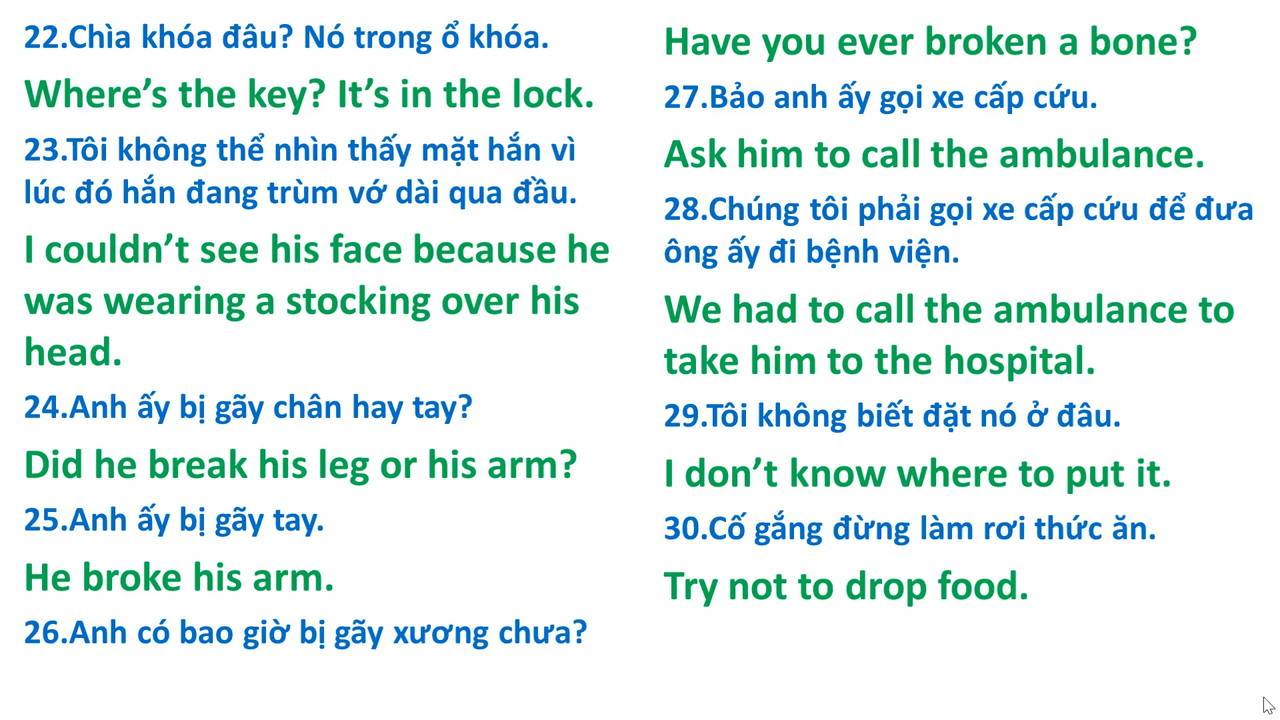 22.Chìa khóa đâu? Nó trong ổ khóa.
Where’s the key? It’s in the lock.
23.Tôi không thể nhìn thấy mặt hắn vì
lúc đó hắn đang trùm vớ dài qua đầu.
I couldn’t see his face because he
was wearing a stocking over his
head.
24.Anh ấy bị gãy chân hay tay?
Did he break his leg or his arm?
25.Anh ấy bị gãy tay.
He broke his arm.
26.Anh có bao giờ bị gãy xương chưa?
Have you ever broken a bone?
27.Bảo anh ấy gọi xe cấp cứu.
Ask him to call the ambulance.
28.Chúng tôi phải gọi xe cấp cứu để đưa
ông ấy đi bệnh viện.
We had to call the ambulance to
take him to the hospital.
29.Tôi không biết đặt nó ở đâu.
I don’t know where to put it.
30.Cố gắng đừng làm rơi thức ăn.
Try not to drop food.